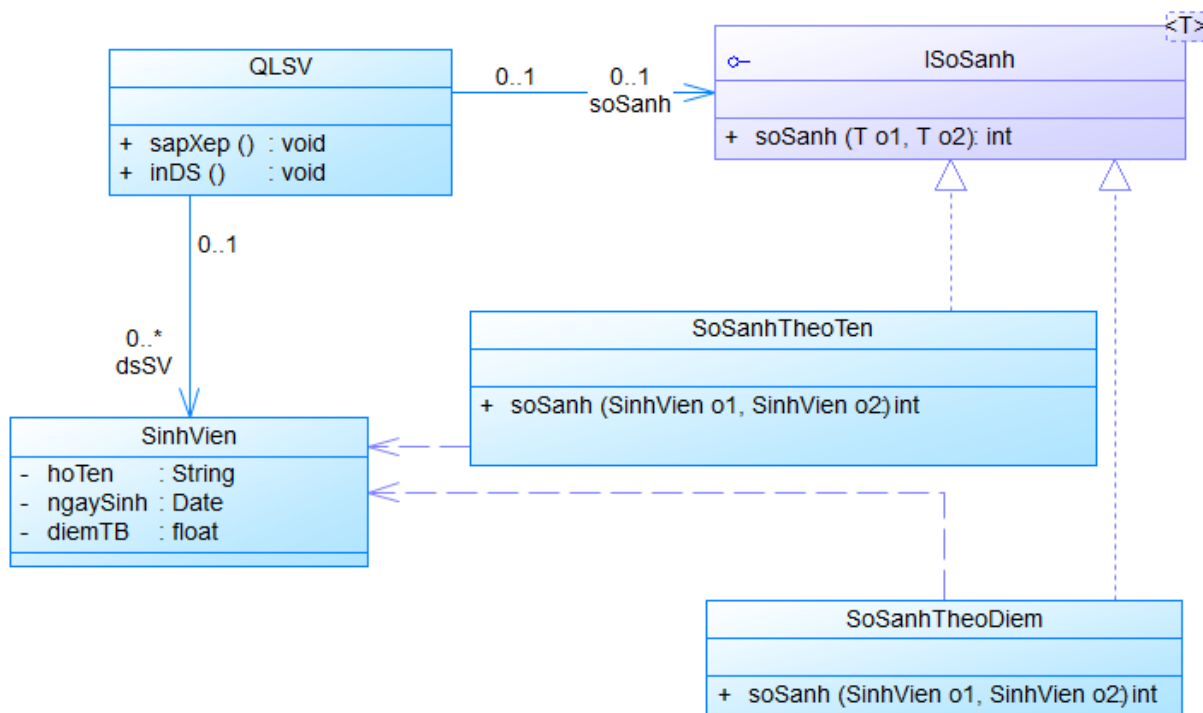 <T>
QLSV
+ sapXep () : void
+ inDS () : void
0..1
0..1
soSanh
ISoSanh
+ soSanh (T o1, T o2): int
0..1
0..*
dsSV
SoSanhTheoTen
+ soSanh (SinhVien o1, SinhVien o2):int
SinhVien
- hoTen : String
- ngaySinh : Date
- diemTB : float
SoSanhTheoDiem
+ soSanh (SinhVien o1, SinhVien o2):int